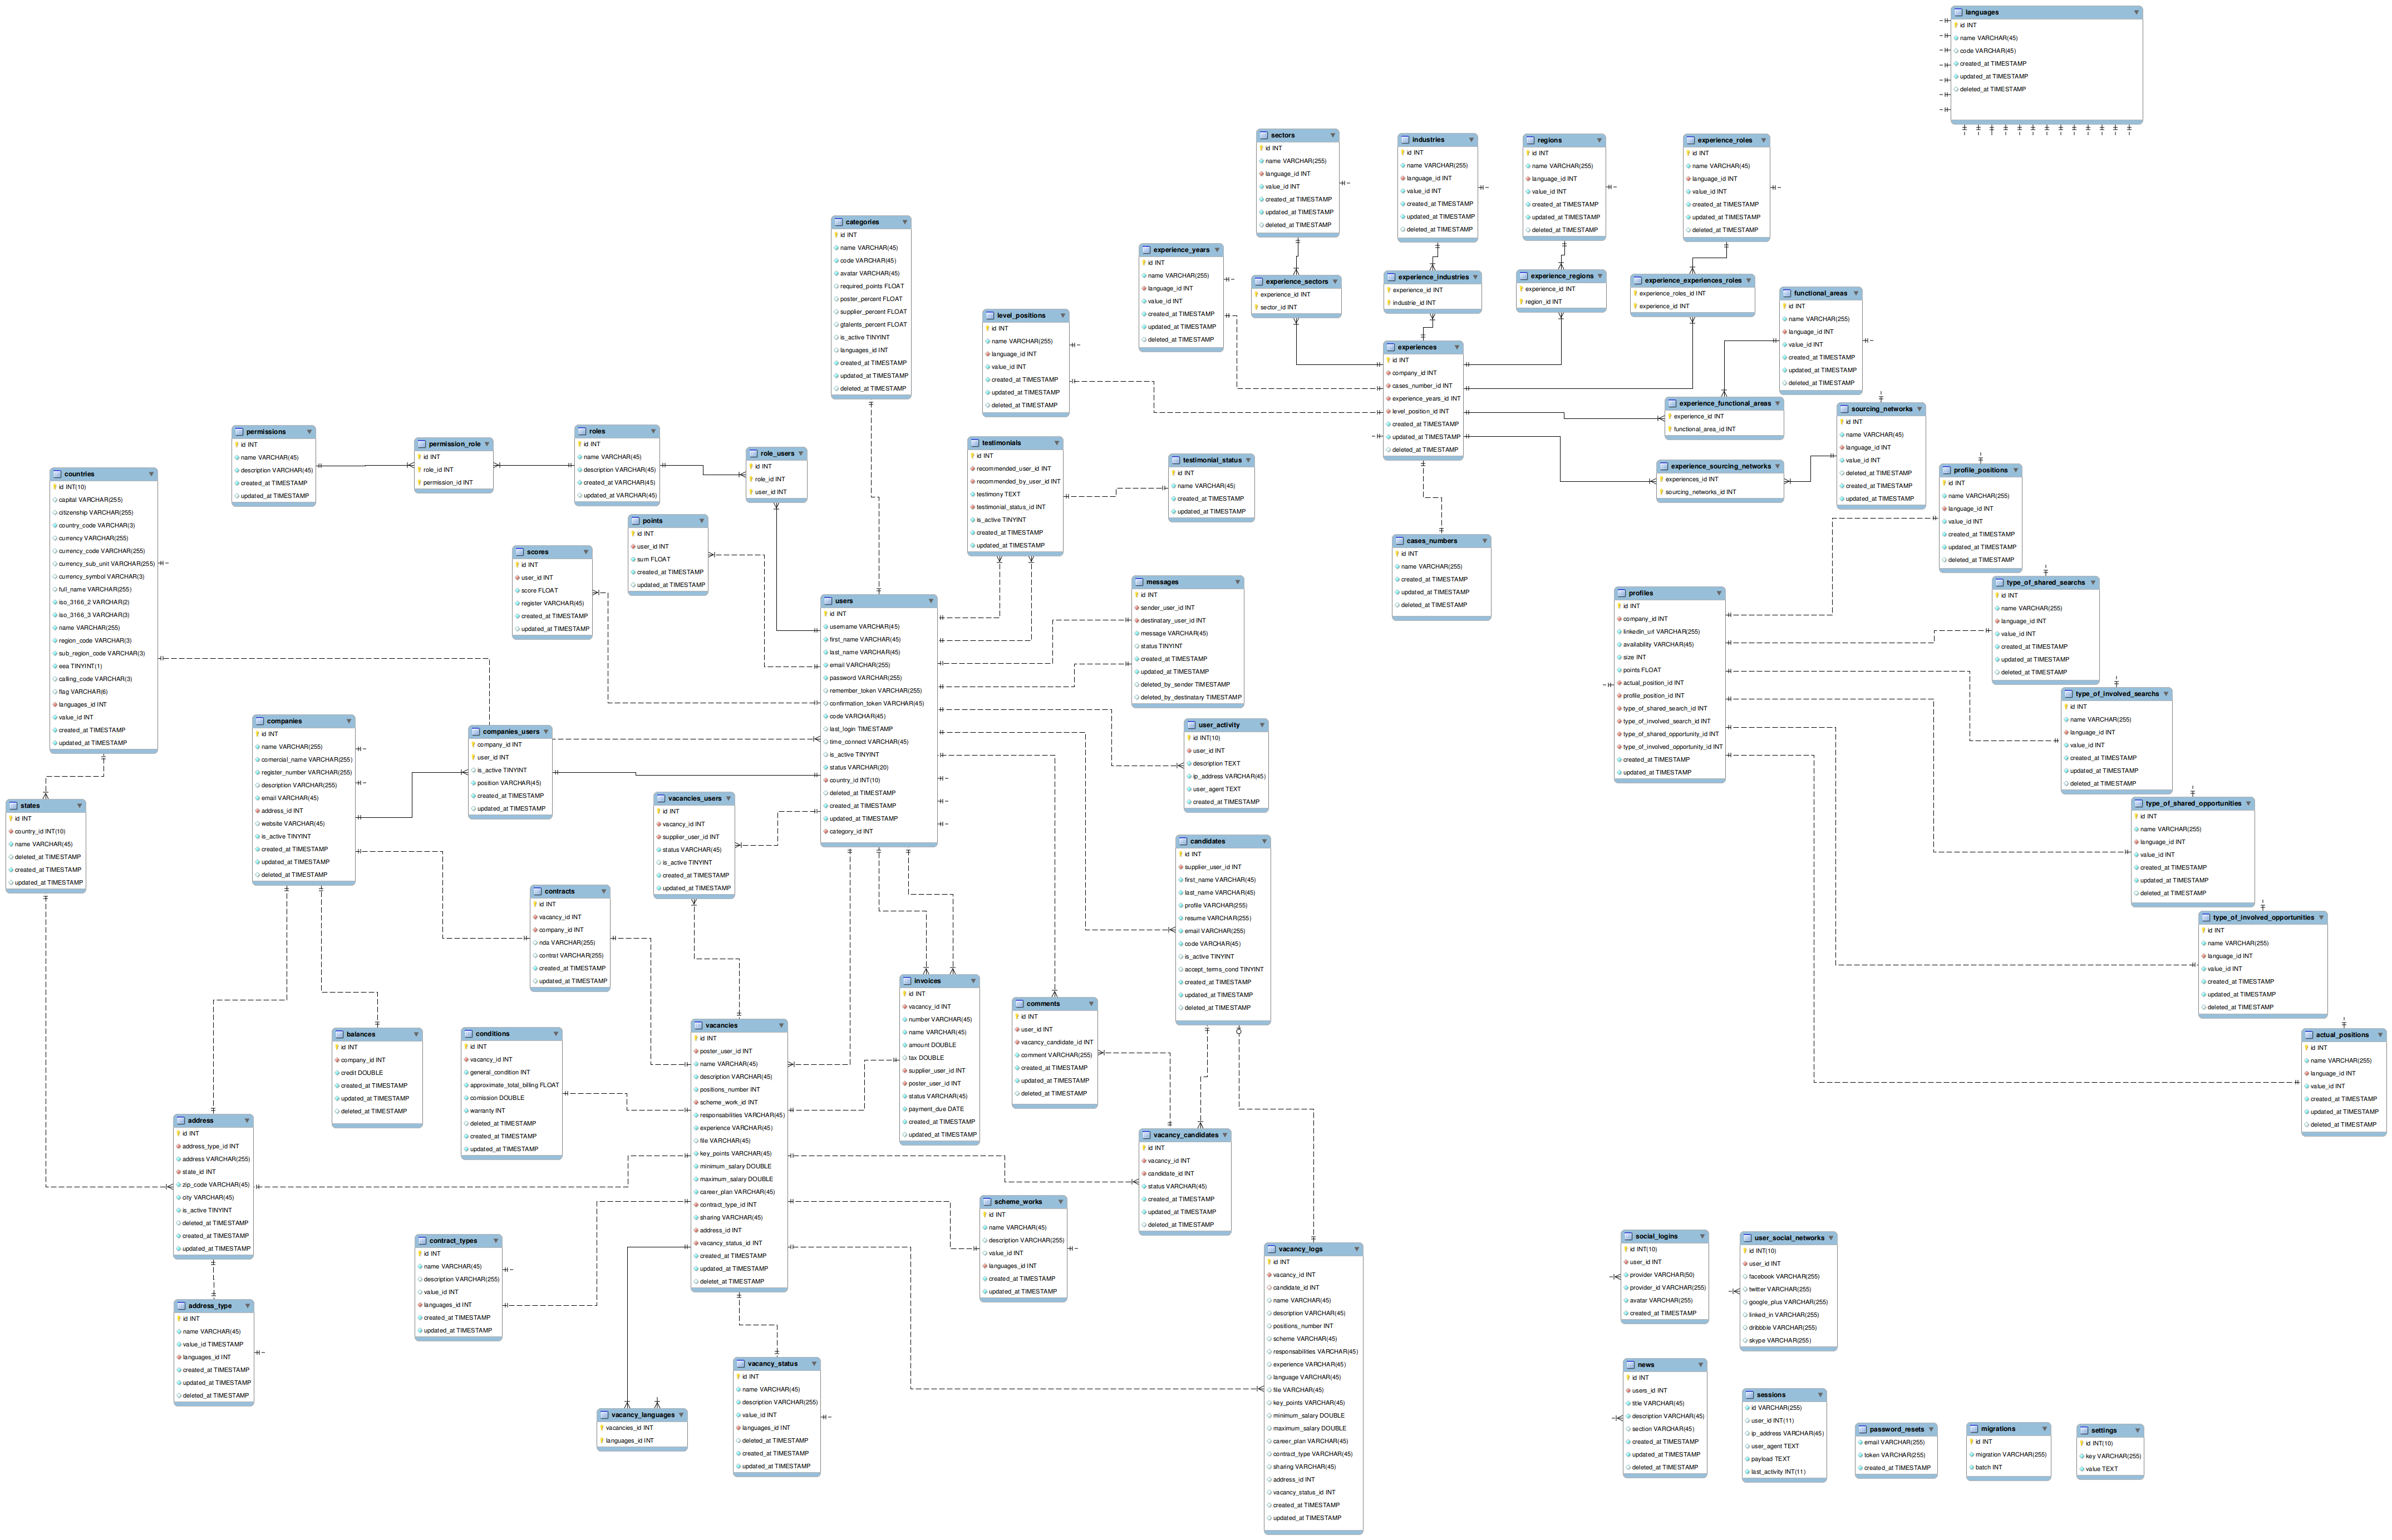 languages
id INT
name VARCHAR(45)
code VARCHAR(45)
created_at TIMESTAMP
updated_at TIMESTAMP
deleted_at TIMESTAMP
sectors
id INT
name VARCHAR(255)
language_id INT
value_id INT
created_at TIMESTAMP
updated_at TIMESTAMP
deleted_at TIMESTAMP
industries
id INT
name VARCHAR(255)
language_id INT
value_id INT
created_at TIMESTAMP
updated_at TIMESTAMP
deleted_at TIMESTAMP
regions
id INT
name VARCHAR(255)
language_id INT
value_id INT
created_at TIMESTAMP
updated_at TIMESTAMP
deleted_at TIMESTAMP
experience_roles
id INT
name VARCHAR(45)
language_id INT
value_id INT
created_at TIMESTAMP
updated_at TIMESTAMP
deleted_at TIMESTAMP
categories
id INT
name VARCHAR(45)
code VARCHAR(45)
avatar VARCHAR(45)
required_points FLOAT
poster_percent FLOAT
supplier_percent FLOAT
gtalents_percent FLOAT
is_active TINYINT
languages_id INT
created_at TIMESTAMP
updated_at TIMESTAMP
deleted_at TIMESTAMP
experience_years
id INT
name VARCHAR(255)
language_id INT
value_id INT
created_at TIMESTAMP
updated_at TIMESTAMP
deleted_at TIMESTAMP
experience_sectors
experience_id INT
sector_id INT
experience_industries
experience_id INT
industrie_id INT
experience_regions
experience_id INT
region_id INT
experience_experiences_roles
experience_roles_id INT
experience_id INT
functional_areas
id INT
name VARCHAR(255)
language_id INT
value_id INT
created_at TIMESTAMP
updated_at TIMESTAMP
deleted_at TIMESTAMP
level_positions
id INT
name VARCHAR(255)
language_id INT
value_id INT
created_at TIMESTAMP
updated_at TIMESTAMP
deleted_at TIMESTAMP
experiences
id INT
company_id INT
cases_number_id INT
experience_years_id INT
level_position_id INT
created_at TIMESTAMP
updated_at TIMESTAMP
deleted_at TIMESTAMP
experience_functional_areas
experience_id INT
functional_areas_id INT
sourcing_networks
id INT
name VARCHAR(45)
language_id INT
value_id INT
deleted_at TIMESTAMP
created_at TIMESTAMP
updated_at TIMESTAMP
permissions
id INT
name VARCHAR(45)
description VARCHAR(45)
created_at TIMESTAMP
updated_at TIMESTAMP
permission_role
id INT
role_id INT
permission_id INT
roles
id INT
name VARCHAR(45)
description VARCHAR(45)
created_at VARCHAR(45)
updated_at VARCHAR(45)
role_users
id INT
role_id INT
user_id INT
testimonials
id INT
recommended_user_id INT
recommended_by_user_id INT
testimony TEXT
testimonial_status_id INT
is_active TINYINT
created_at TIMESTAMP
updated_at TIMESTAMP
testimonial_status
id INT
name VARCHAR(45)
created_at TIMESTAMP
updated_at TIMESTAMP
experience_sourcing_networks
experiences_id INT
sourcing_networks_id INT
profile_positions
id INT
name VARCHAR(255)
language_id INT
value_id INT
created_at TIMESTAMP
updated_at TIMESTAMP
deleted_at TIMESTAMP
countries
id INT(10)
capital VARCHAR(255)
citizenship VARCHAR(255)
country_code VARCHAR(3)
currency VARCHAR(255)
currency_code VARCHAR(255)
currency_sub_unit VARCHAR(255)
currency_symbol VARCHAR(3)
full_name VARCHAR(255)
iso_3166_2 VARCHAR(2)
iso_3166_3 VARCHAR(3)
name VARCHAR(255)
region_code VARCHAR(3)
sub_region_code VARCHAR(3)
eea TINYINT(1)
calling_code VARCHAR(3)
flag VARCHAR(6)
languages_id INT
value_id INT
created_at TIMESTAMP
updated_at TIMESTAMP
points
id INT
user_id INT
sum FLOAT
created_at TIMESTAMP
updated_at TIMESTAMP
scores
id INT
user_id INT
score FLOAT
register VARCHAR(45)
created_at TIMESTAMP
updated_at TIMESTAMP
cases_numbers
id INT
name VARCHAR(255)
created_at TIMESTAMP
updated_at TIMESTAMP
deleted_at TIMESTAMP
messages
id INT
sender_user_id INT
destinatary_user_id INT
message VARCHAR(45)
status TINYINT
created_at TIMESTAMP
updated_at TIMESTAMP
deleted_by_sender TIMESTAMP
deleted_by_destinatary TIMESTAMP
type_of_shared_searchs
id INT
name VARCHAR(255)
language_id INT
value_id INT
created_at TIMESTAMP
updated_at TIMESTAMP
deleted_at TIMESTAMP
profiles
id INT
company_id INT
linkedin_url VARCHAR(255)
availability VARCHAR(45)
size INT
points FLOAT
actual_position_id INT
profile_position_id INT
type_of_shared_search_id INT
type_of_involved_search_id INT
type_of_shared_opportunity_id INT
type_of_involved_opportunity_id INT
created_at TIMESTAMP
updated_at TIMESTAMP
users
id INT
username VARCHAR(45)
first_name VARCHAR(45)
last_name VARCHAR(45)
email VARCHAR(255)
password VARCHAR(255)
remember_token VARCHAR(255)
confirmation_token VARCHAR(45)
code VARCHAR(45)
last_login TIMESTAMP
time_connect VARCHAR(45)
is_active TINYINT
status VARCHAR(20)
country_id INT(10)
deleted_at TIMESTAMP
created_at TIMESTAMP
updated_at TIMESTAMP
category_id INT
type_of_involved_searchs
id INT
name VARCHAR(255)
language_id INT
value_id INT
created_at TIMESTAMP
updated_at TIMESTAMP
deleted_at TIMESTAMP
companies
id INT
name VARCHAR(255)
comercial_name VARCHAR(255)
register_number VARCHAR(255)
description VARCHAR(255)
email VARCHAR(45)
address_id INT
website VARCHAR(45)
is_active TINYINT
created_at TIMESTAMP
updated_at TIMESTAMP
deleted_at TIMESTAMP
companies_users
company_id INT
user_id INT
is_active TINYINT
position VARCHAR(45)
created_at TIMESTAMP
updated_at TIMESTAMP
user_activity
id INT(10)
user_id INT
description TEXT
ip_address VARCHAR(45)
user_agent TEXT
created_at TIMESTAMP
states
id INT
country_id INT(10)
name VARCHAR(45)
deleted_at TIMESTAMP
created_at TIMESTAMP
updated_at TIMESTAMP
vacancies_users
id INT
vacancy_id INT
supplier_user_id INT
status VARCHAR(45)
is_active TINYINT
created_at TIMESTAMP
updated_at TIMESTAMP
type_of_shared_opportunities
id INT
name VARCHAR(255)
language_id INT
value_id INT
created_at TIMESTAMP
updated_at TIMESTAMP
deleted_at TIMESTAMP
candidates
id INT
supplier_user_id INT
first_name VARCHAR(45)
last_name VARCHAR(45)
profile VARCHAR(255)
resume VARCHAR(255)
email VARCHAR(255)
code VARCHAR(45)
is_active TINYINT
accept_terms_cond TINYINT
created_at TIMESTAMP
updated_at TIMESTAMP
deleted_at TIMESTAMP
contracts
id INT
vacancy_id INT
company_id INT
nda VARCHAR(255)
contrat VARCHAR(255)
created_at TIMESTAMP
updated_at TIMESTAMP
type_of_involved_opportunities
id INT
name VARCHAR(255)
language_id INT
value_id INT
created_at TIMESTAMP
updated_at TIMESTAMP
deleted_at TIMESTAMP
invoices
id INT
vacancy_id INT
number VARCHAR(45)
name VARCHAR(45)
amount DOUBLE
tax DOUBLE
supplier_user_id INT
poster_user_id INT
status VARCHAR(45)
payment_due DATE
created_at TIMESTAMP
updated_at TIMESTAMP
comments
id INT
user_id INT
vacancy_candidate_id INT
comment VARCHAR(255)
created_at TIMESTAMP
updated_at TIMESTAMP
deleted_at TIMESTAMP
balances
id INT
company_id INT
credit DOUBLE
created_at TIMESTAMP
updated_at TIMESTAMP
deleted_at TIMESTAMP
conditions
id INT
vacancy_id INT
general_condition INT
approximate_total_billing FLOAT
comission DOUBLE
warranty INT
deleted_at TIMESTAMP
created_at TIMESTAMP
updated_at TIMESTAMP
vacancies
id INT
poster_user_id INT
name VARCHAR(45)
description VARCHAR(45)
positions_number INT
scheme_work_id INT
responsabilities VARCHAR(45)
experience VARCHAR(45)
file VARCHAR(45)
key_points VARCHAR(45)
minimum_salary DOUBLE
maximum_salary DOUBLE
career_plan VARCHAR(45)
contract_type_id INT
sharing VARCHAR(45)
address_id INT
vacancy_status_id INT
created_at TIMESTAMP
updated_at TIMESTAMP
deletet_at TIMESTAMP
actual_positions
id INT
name VARCHAR(255)
language_id INT
value_id INT
created_at TIMESTAMP
updated_at TIMESTAMP
deleted_at TIMESTAMP
address
id INT
address_type_id INT
address VARCHAR(255)
state_id INT
zip_code VARCHAR(45)
city VARCHAR(45)
is_active TINYINT
deleted_at TIMESTAMP
created_at TIMESTAMP
updated_at TIMESTAMP
vacancy_candidates
id INT
vacancy_id INT
candidate_id INT
status VARCHAR(45)
created_at TIMESTAMP
updated_at TIMESTAMP
deleted_at TIMESTAMP
scheme_works
id INT
name VARCHAR(45)
description VARCHAR(255)
value_id INT
languages_id INT
created_at TIMESTAMP
updated_at TIMESTAMP
contract_types
id INT
name VARCHAR(45)
description VARCHAR(255)
value_id INT
languages_id INT
created_at TIMESTAMP
updated_at TIMESTAMP
vacancy_logs
id INT
vacancy_id INT
candidate_id INT
name VARCHAR(45)
description VARCHAR(45)
positions_number INT
scheme VARCHAR(45)
responsabilities VARCHAR(45)
experience VARCHAR(45)
language VARCHAR(45)
file VARCHAR(45)
key_points VARCHAR(45)
minimum_salary DOUBLE
maximum_salary DOUBLE
career_plan VARCHAR(45)
contract_type VARCHAR(45)
sharing VARCHAR(45)
address_id INT
vacancy_status_id INT
created_at TIMESTAMP
updated_at TIMESTAMP
social_logins
id INT(10)
user_id INT
provider VARCHAR(50)
provider_id VARCHAR(255)
avatar VARCHAR(255)
created_at TIMESTAMP
user_social_networks
id INT(10)
user_id INT
facebook VARCHAR(255)
twitter VARCHAR(255)
google_plus VARCHAR(255)
linked_in VARCHAR(255)
dribbble VARCHAR(255)
skype VARCHAR(255)
address_type
id INT
name VARCHAR(45)
value_id TIMESTAMP
languages_id INT
created_at TIMESTAMP
updated_at TIMESTAMP
deleted_at TIMESTAMP
vacancy_status
id INT
name VARCHAR(45)
description VARCHAR(255)
value_id INT
languages_id INT
deleted_at TIMESTAMP
created_at TIMESTAMP
updated_at TIMESTAMP
news
id INT
users_id INT
title VARCHAR(45)
description VARCHAR(45)
section VARCHAR(45)
created_at TIMESTAMP
updated_at TIMESTAMP
deleted_at TIMESTAMP
sessions
id VARCHAR(255)
user_id INT(11)
ip_address VARCHAR(45)
user_agent TEXT
payload TEXT
last_activity INT(11)
vacancy_languages
vacancies_id INT
languages_id INT
password_resets
email VARCHAR(255)
token VARCHAR(255)
created_at TIMESTAMP
migrations
id INT
migration VARCHAR(255)
batch INT
settings
id INT(10)
key VARCHAR(255)
value TEXT